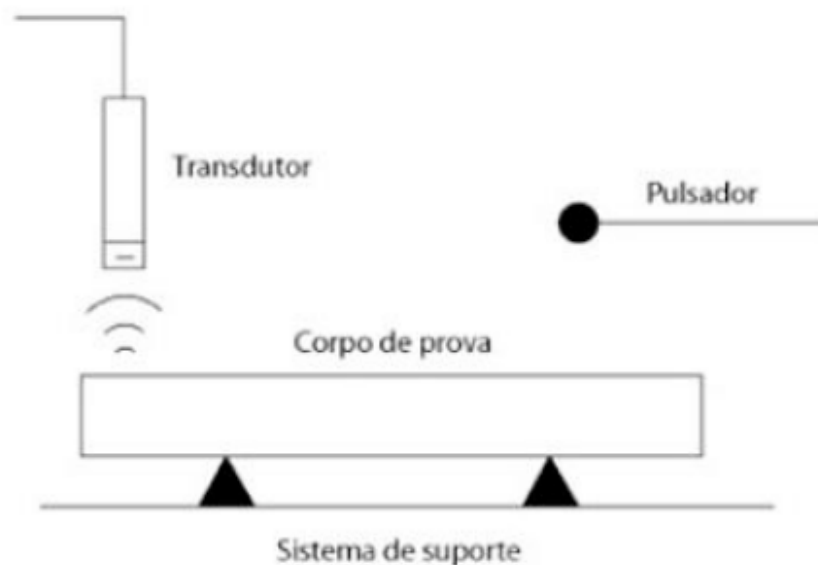 Transdutor
Pulsador
Corpo de prova
Sistema de suporte